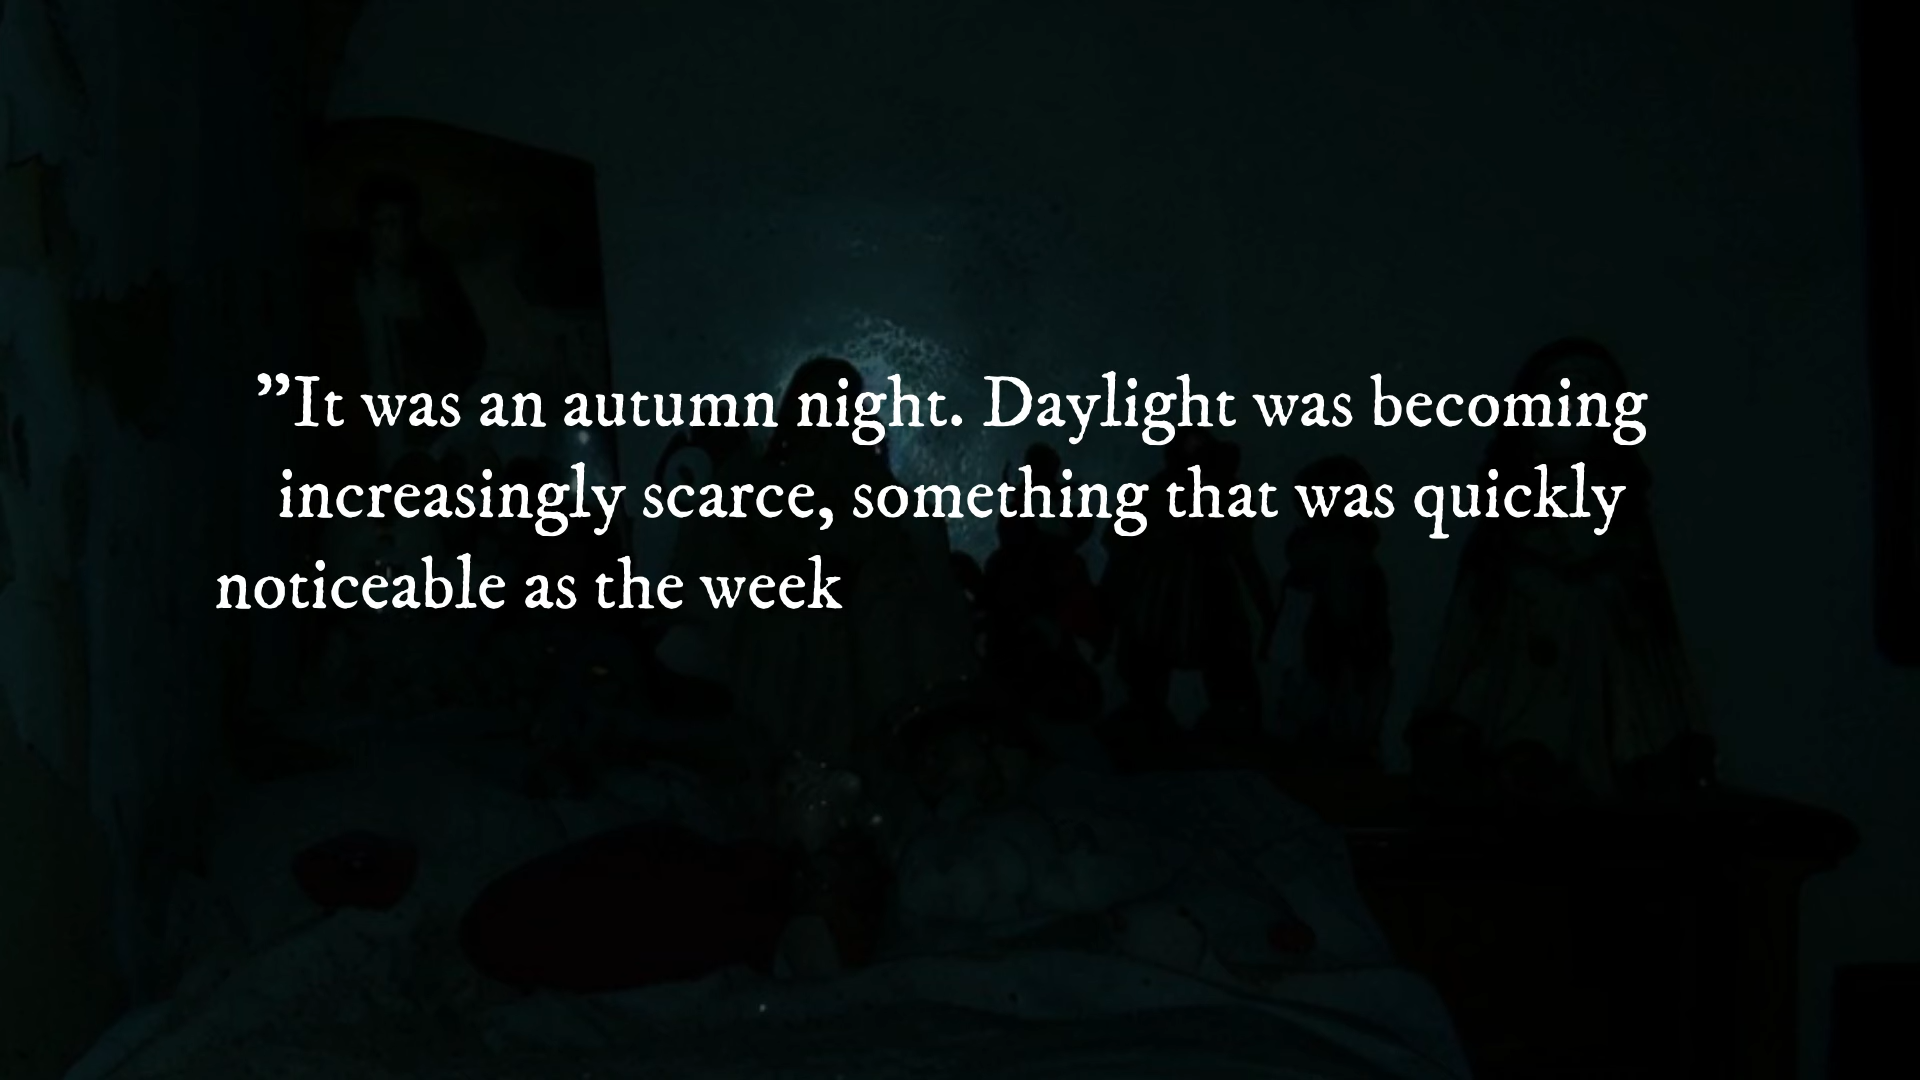 ”It was an autumn night. Daylight was becoming
increasingly scarce, something that was quickly
noticeable as the week